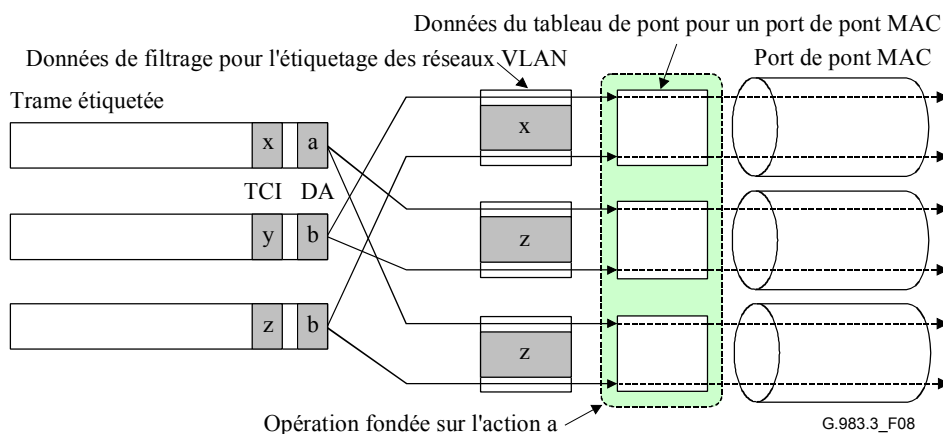 Données du tableau de pont pour un port de pont MAC
Données de filtrage pour l'étiquetage des réseaux VLAN
Port de pont MAC
Trame étiquetée
x a
x
TCI DA
y b
z
z b
z
Opération fondée sur l'action a
G.983.3_F08